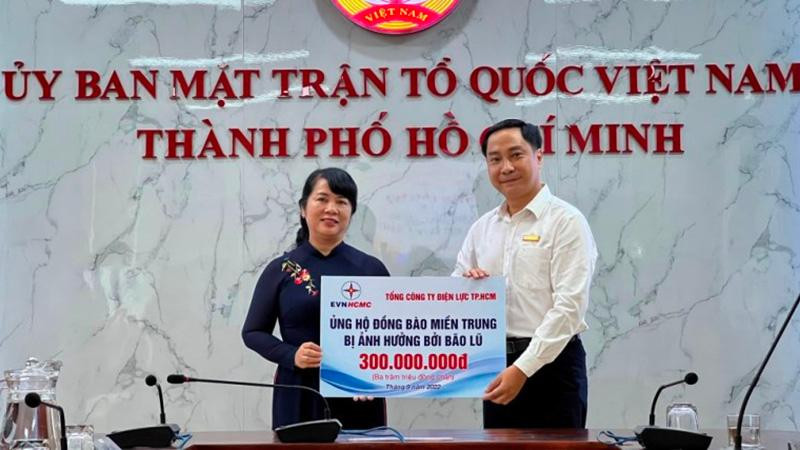 VIỆT NAM
ỦY BAN MẶT TRẬN TỔ QUỐC VIỆT NAM
THÀNH PHỐ HỒ CHÍ MINH
EVNHCMC
TỔNG CÔNG TY ĐIỆN LỰC TP.HCM
ỦNG HỘ ĐỒNG BÀO MIỀN TRUNG
BỊ ẢNH HƯỞNG BỞI BÃO LŨ
300.000.000đ
(Ba trăm triệu đồng chẵn)
Tháng 9 năm 2022